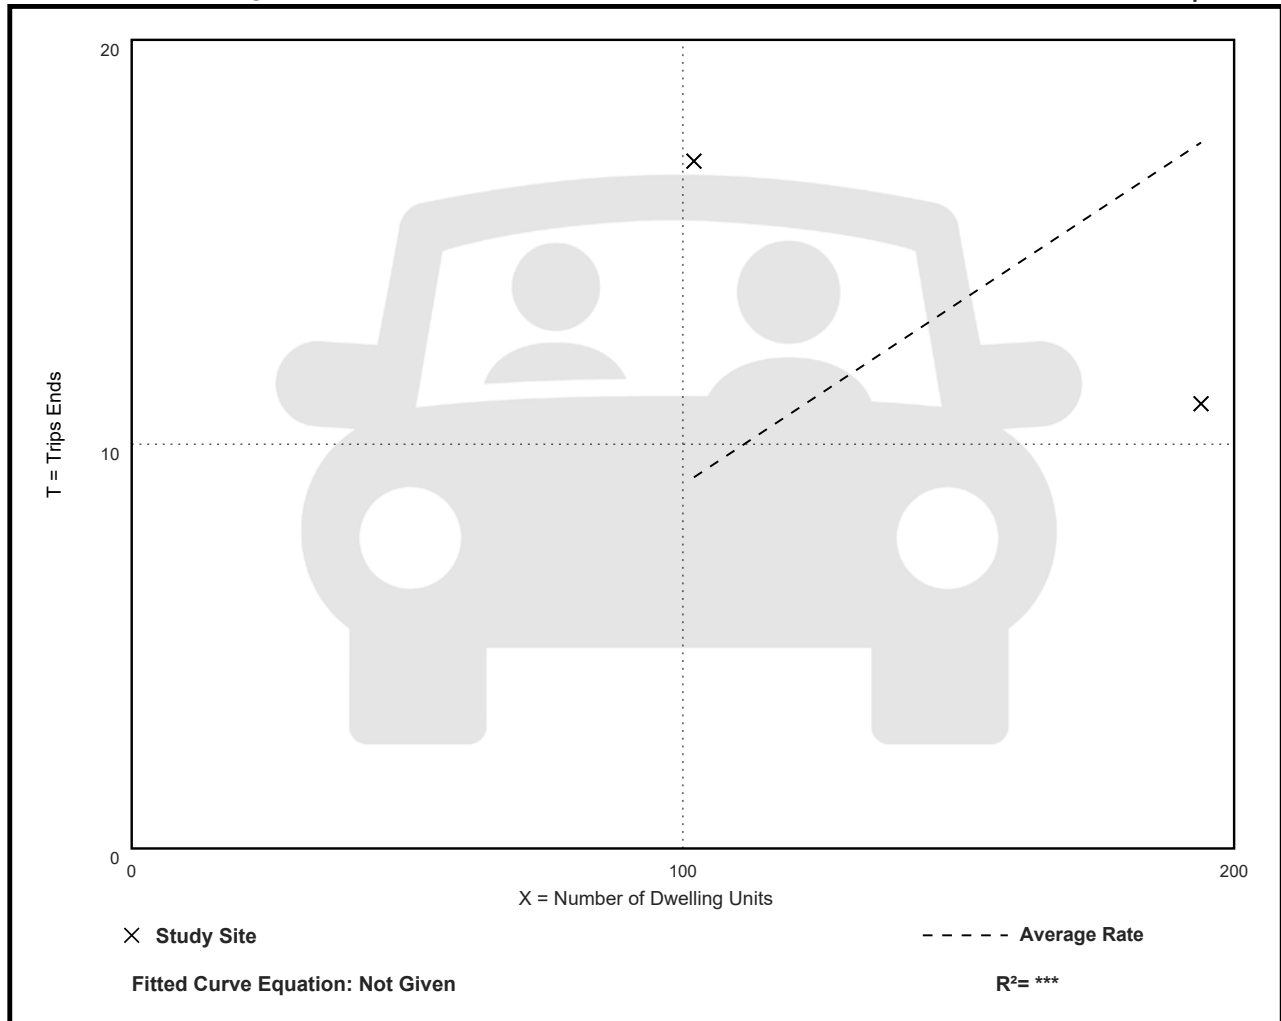 20
10
0
T = Trips Ends
0 100 200
X = Number of Dwelling Units
Study Site
Average Rate
Fitted Curve Equation: Not Given
R²= ***